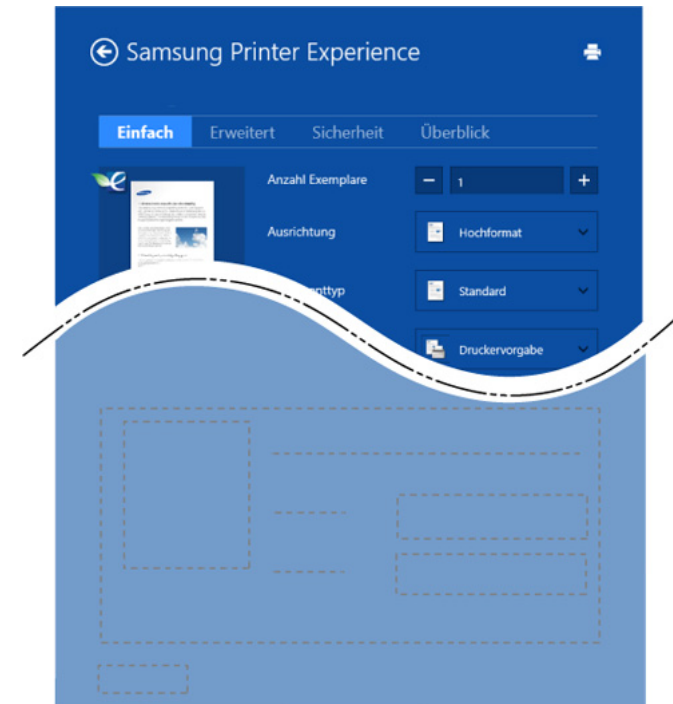 Samsung Printer Experience
Einfach Erweitert Sicherheit Überblick
Anzahl Exemplare 1
Ausrichtung Hochformat
Standard
Druckervorgabe